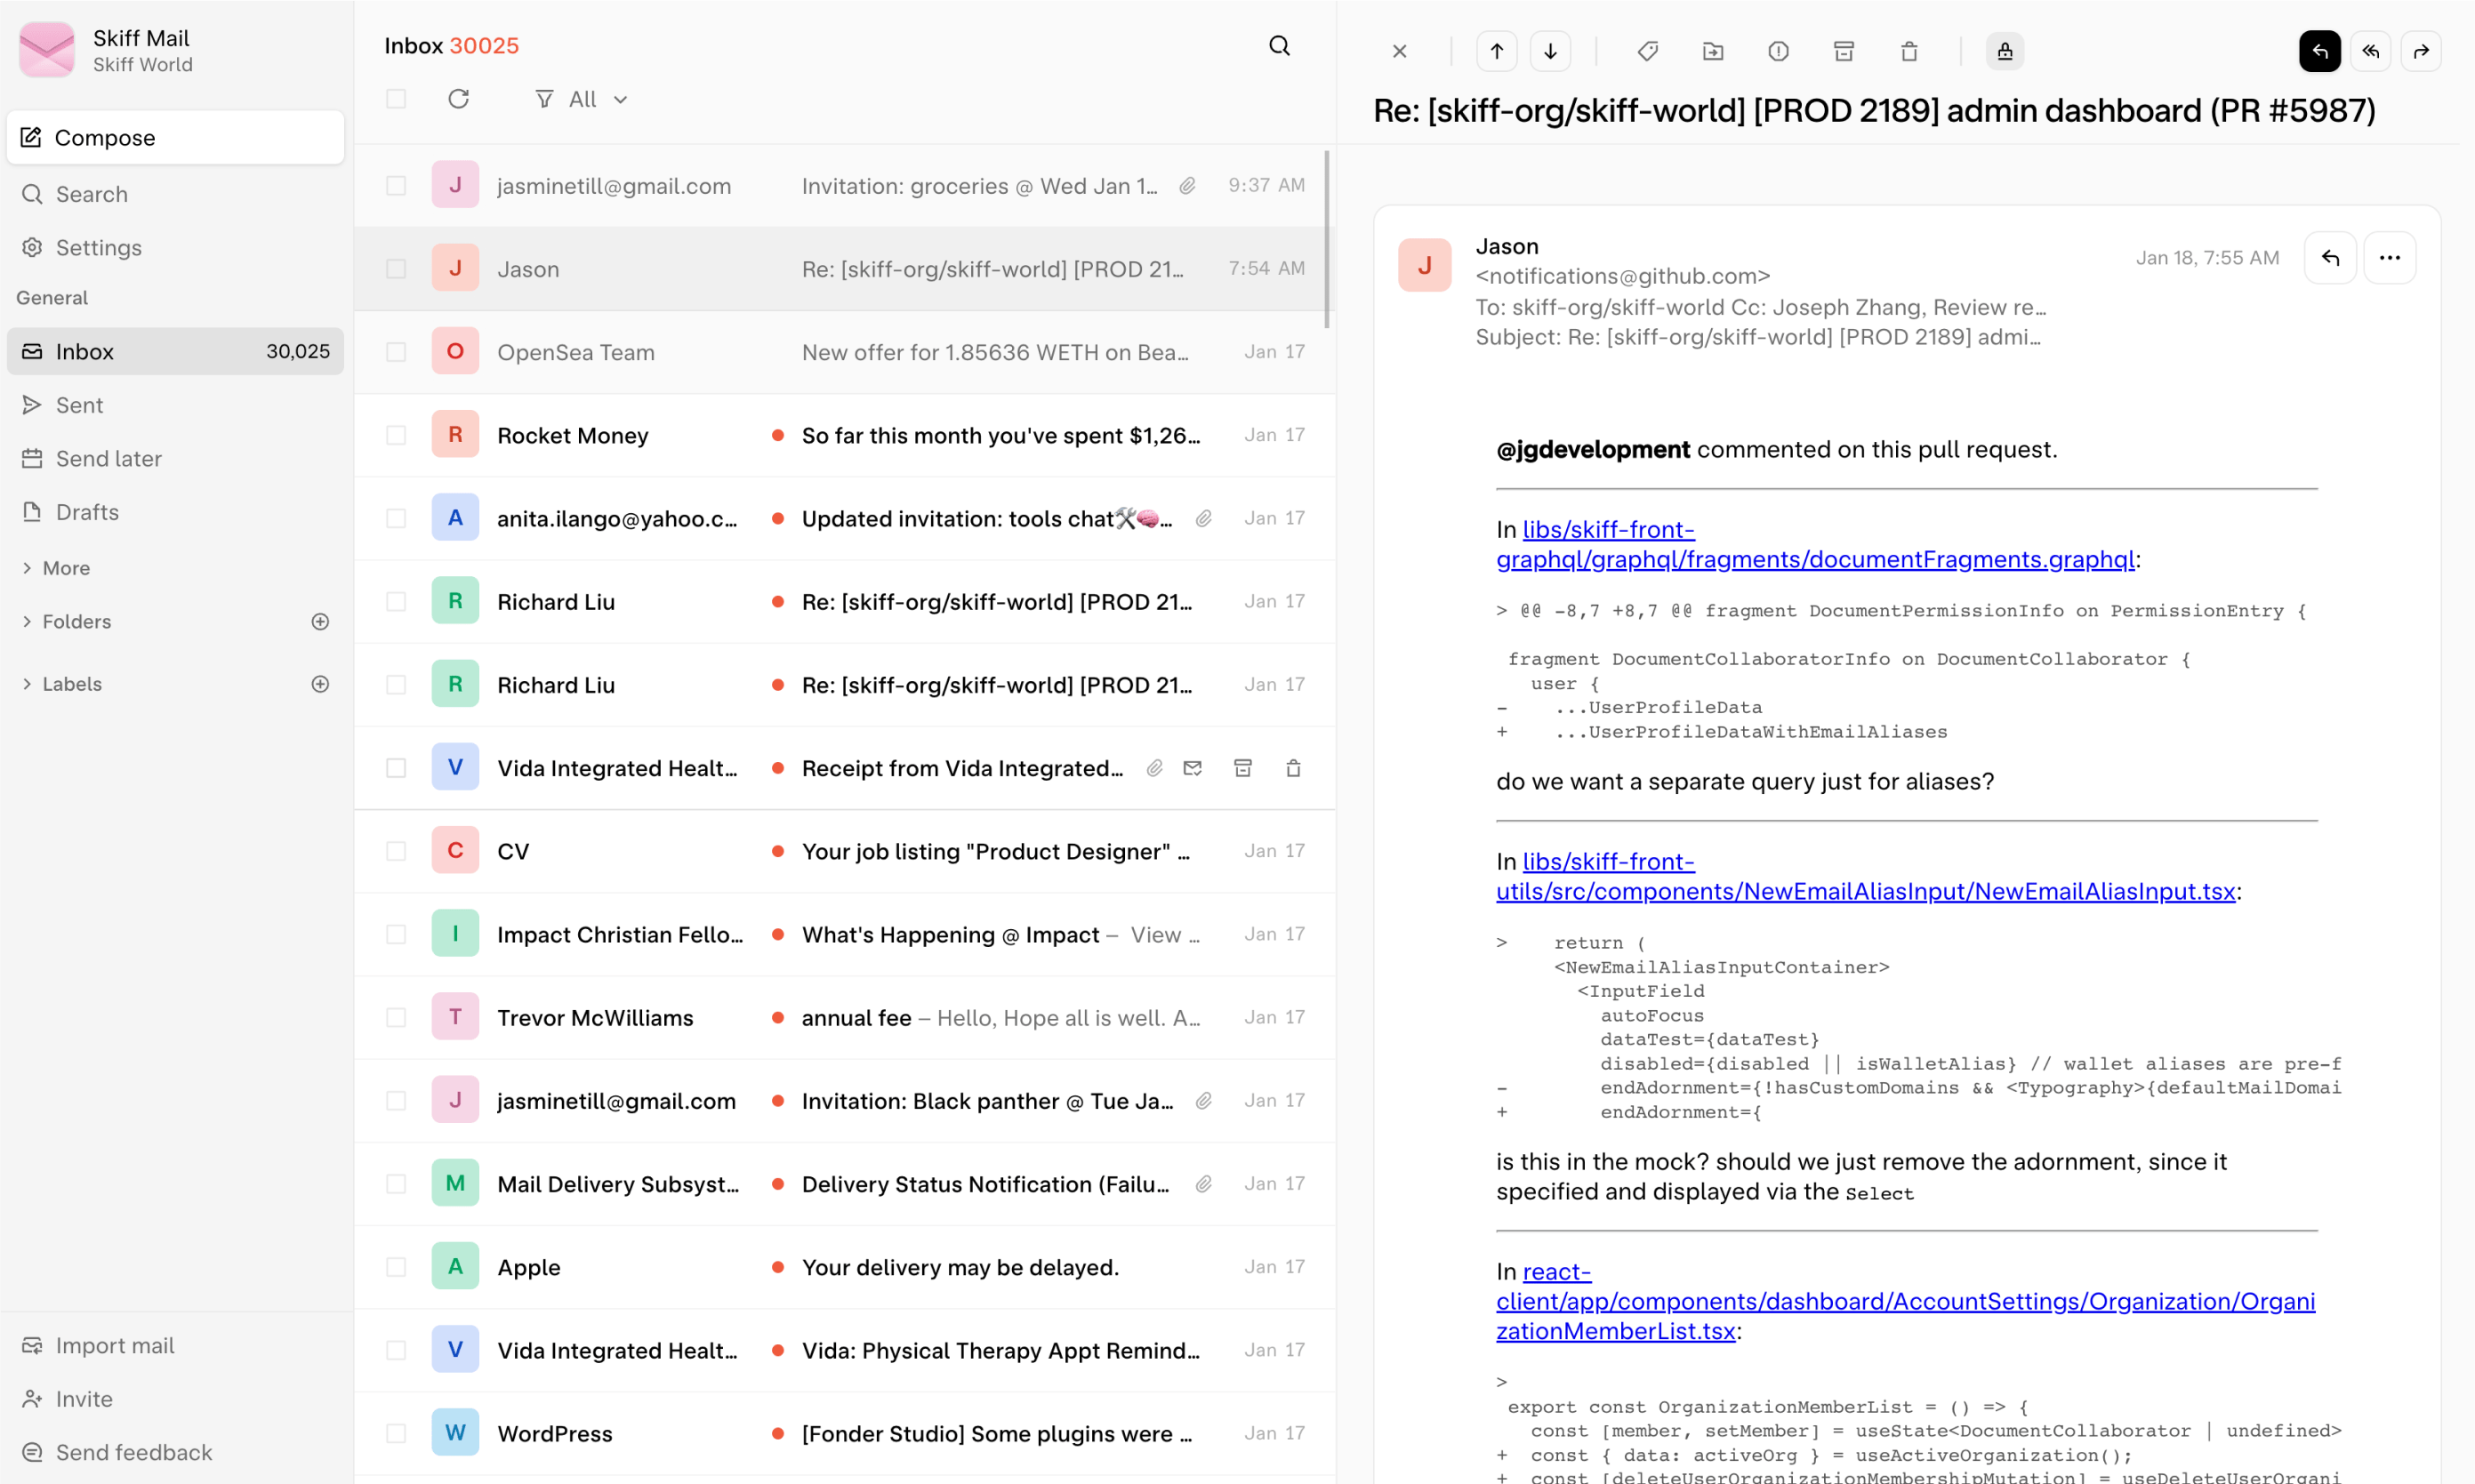 Skiff Mail
Skiff World
Compose
Search
Settings
General
Inbox 30,025
Sent
Send later
Drafts
More
Folders
Labels
Import mail
Invite
Send feedback
Inbox 30025
All
J jasminetill@gmail.com Invitation: groceries @ Wed Jan 1... 9:37 AM
J Jason Re: [skiff-org/skiff-world] [PROD 21... 7:54 AM
O OpenSea Team New offer for 1.85636 WETH on Bea... Jan 17
R Rocket Money So far this month you've spent $1,26... Jan 17
A anita.ilango@yahoo.c... Updated invitation: tools chat🛠🧠... Jan 17
R Richard Liu Re: [skiff-org/skiff-world] [PROD 21... Jan 17
R Richard Liu Re: [skiff-org/skiff-world] [PROD 21... Jan 17
V Vida Integrated Healt... Receipt from Vida Integrated...
C CV Your job listing "Product Designer" ... Jan 17
I Impact Christian Fello... What's Happening @ Impact – View ... Jan 17
T Trevor McWilliams annual fee – Hello, Hope all is well. A... Jan 17
J jasminetill@gmail.com Invitation: Black panther @ Tue Ja... Jan 17
M Mail Delivery Subsyst... Delivery Status Notification (Failu... Jan 17
A Apple Your delivery may be delayed. Jan 17
V Vida Integrated Healt... Vida: Physical Therapy Appt Remind... Jan 17
W WordPress [Fonder Studio] Some plugins were ... Jan 17
Re: [skiff-org/skiff-world] [PROD 2189] admin dashboard (PR #5987)
J Jason Jan 18, 7:55 AM
<notifications@github.com>
To: skiff-org/skiff-world Cc: Joseph Zhang, Review re...
Subject: Re: [skiff-org/skiff-world] [PROD 2189] admi...
@jgdevelopment commented on this pull request.
In libs/skiff-front-
graphql/graphql/fragments/documentFragments.graphql:
> @@ -8,7 +8,7 @@ fragment DocumentPermissionInfo on PermissionEntry {
fragment DocumentCollaboratorInfo on DocumentCollaborator {
user {
- ...UserProfileData
+ ...UserProfileDataWithEmailAliases
do we want a separate query just for aliases?
In libs/skiff-front-
utils/src/components/NewEmailAliasInput/NewEmailAliasInput.tsx:
> return (
<NewEmailAliasInputContainer>
<InputField
autoFocus
dataTest={dataTest}
disabled={disabled || isWalletAlias} // wallet aliases are pre-f
- endAdornment={!hasCustomDomains && <Typography>{defaultMailDomai
+ endAdornment={
is this in the mock? should we just remove the adornment, since it
specified and displayed via the Select
In react-
client/app/components/dashboard/AccountSettings/Organization/Organi
zationMemberList.tsx:
>
export const OrganizationMemberList = () => {
const [member, setMember] = useState<DocumentCollaborator | undefined>
+ const { data: activeOrg } = useActiveOrganization();
+ const [deleteUserOrganizationMembershipMutation] = useDeleteUserOrgani